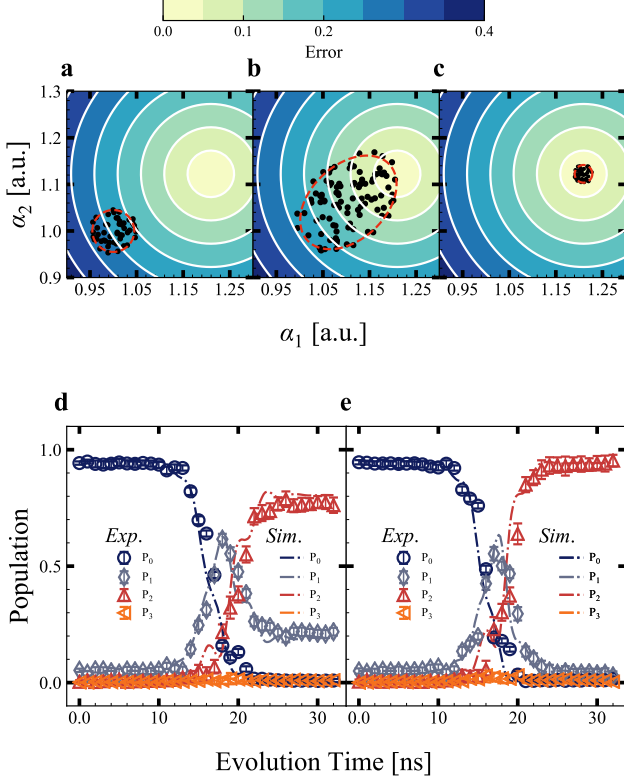 0.0 0.1 0.2 0.4
Error
a b c
1.3
1.2
1.1
1.0
0.9
α2 [a.u.]
0.95 1.05 1.15 1.25 0.95 1.05 1.15 1.25 0.95 1.05 1.15 1.25
α1 [a.u.]
d e
1.0
0.5
0.0
Population
Exp. Sim. Exp. Sim.
P0 P0 P0 P0
P1 P1 P1 P1
P2 P2 P2 P2
P3 P3 P3 P3
0.0 10 20 30 0.0 10 20 30
Evolution Time [ns]